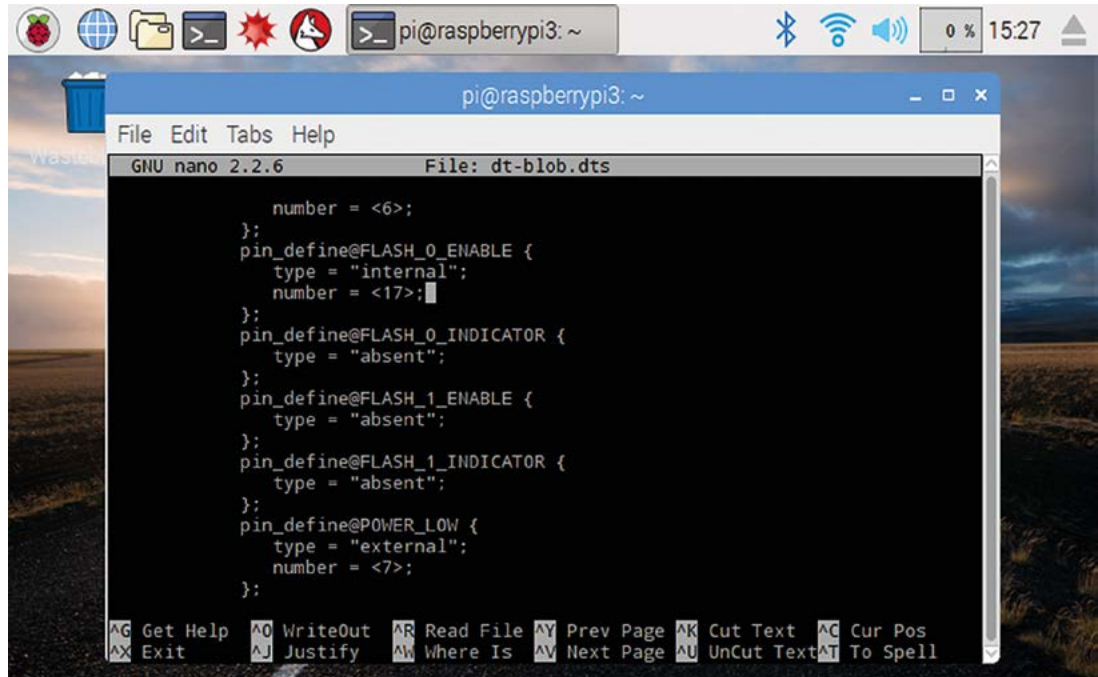 pi@raspberrypi3: ~
0 %
15:27
pi@raspberrypi3: ~
File Edit Tabs Help
GNU nano 2.2.6 File: dt-blob.dts
number = <6>;
};
pin_define@FLASH_0_ENABLE {
type = "internal";
number = <17>;
};
pin_define@FLASH_0_INDICATOR {
type = "absent";
};
pin_define@FLASH_1_ENABLE {
type = "absent";
};
pin_define@FLASH_1_INDICATOR {
type = "absent";
};
pin_define@POWER_LOW {
type = "external";
number = <7>;
};
^G Get Help ^O WriteOut ^R Read File ^Y Prev Page ^K Cut Text ^C Cur Pos
^X Exit ^J Justify ^W Where Is ^V Next Page ^U UnCut Text ^T To Spell